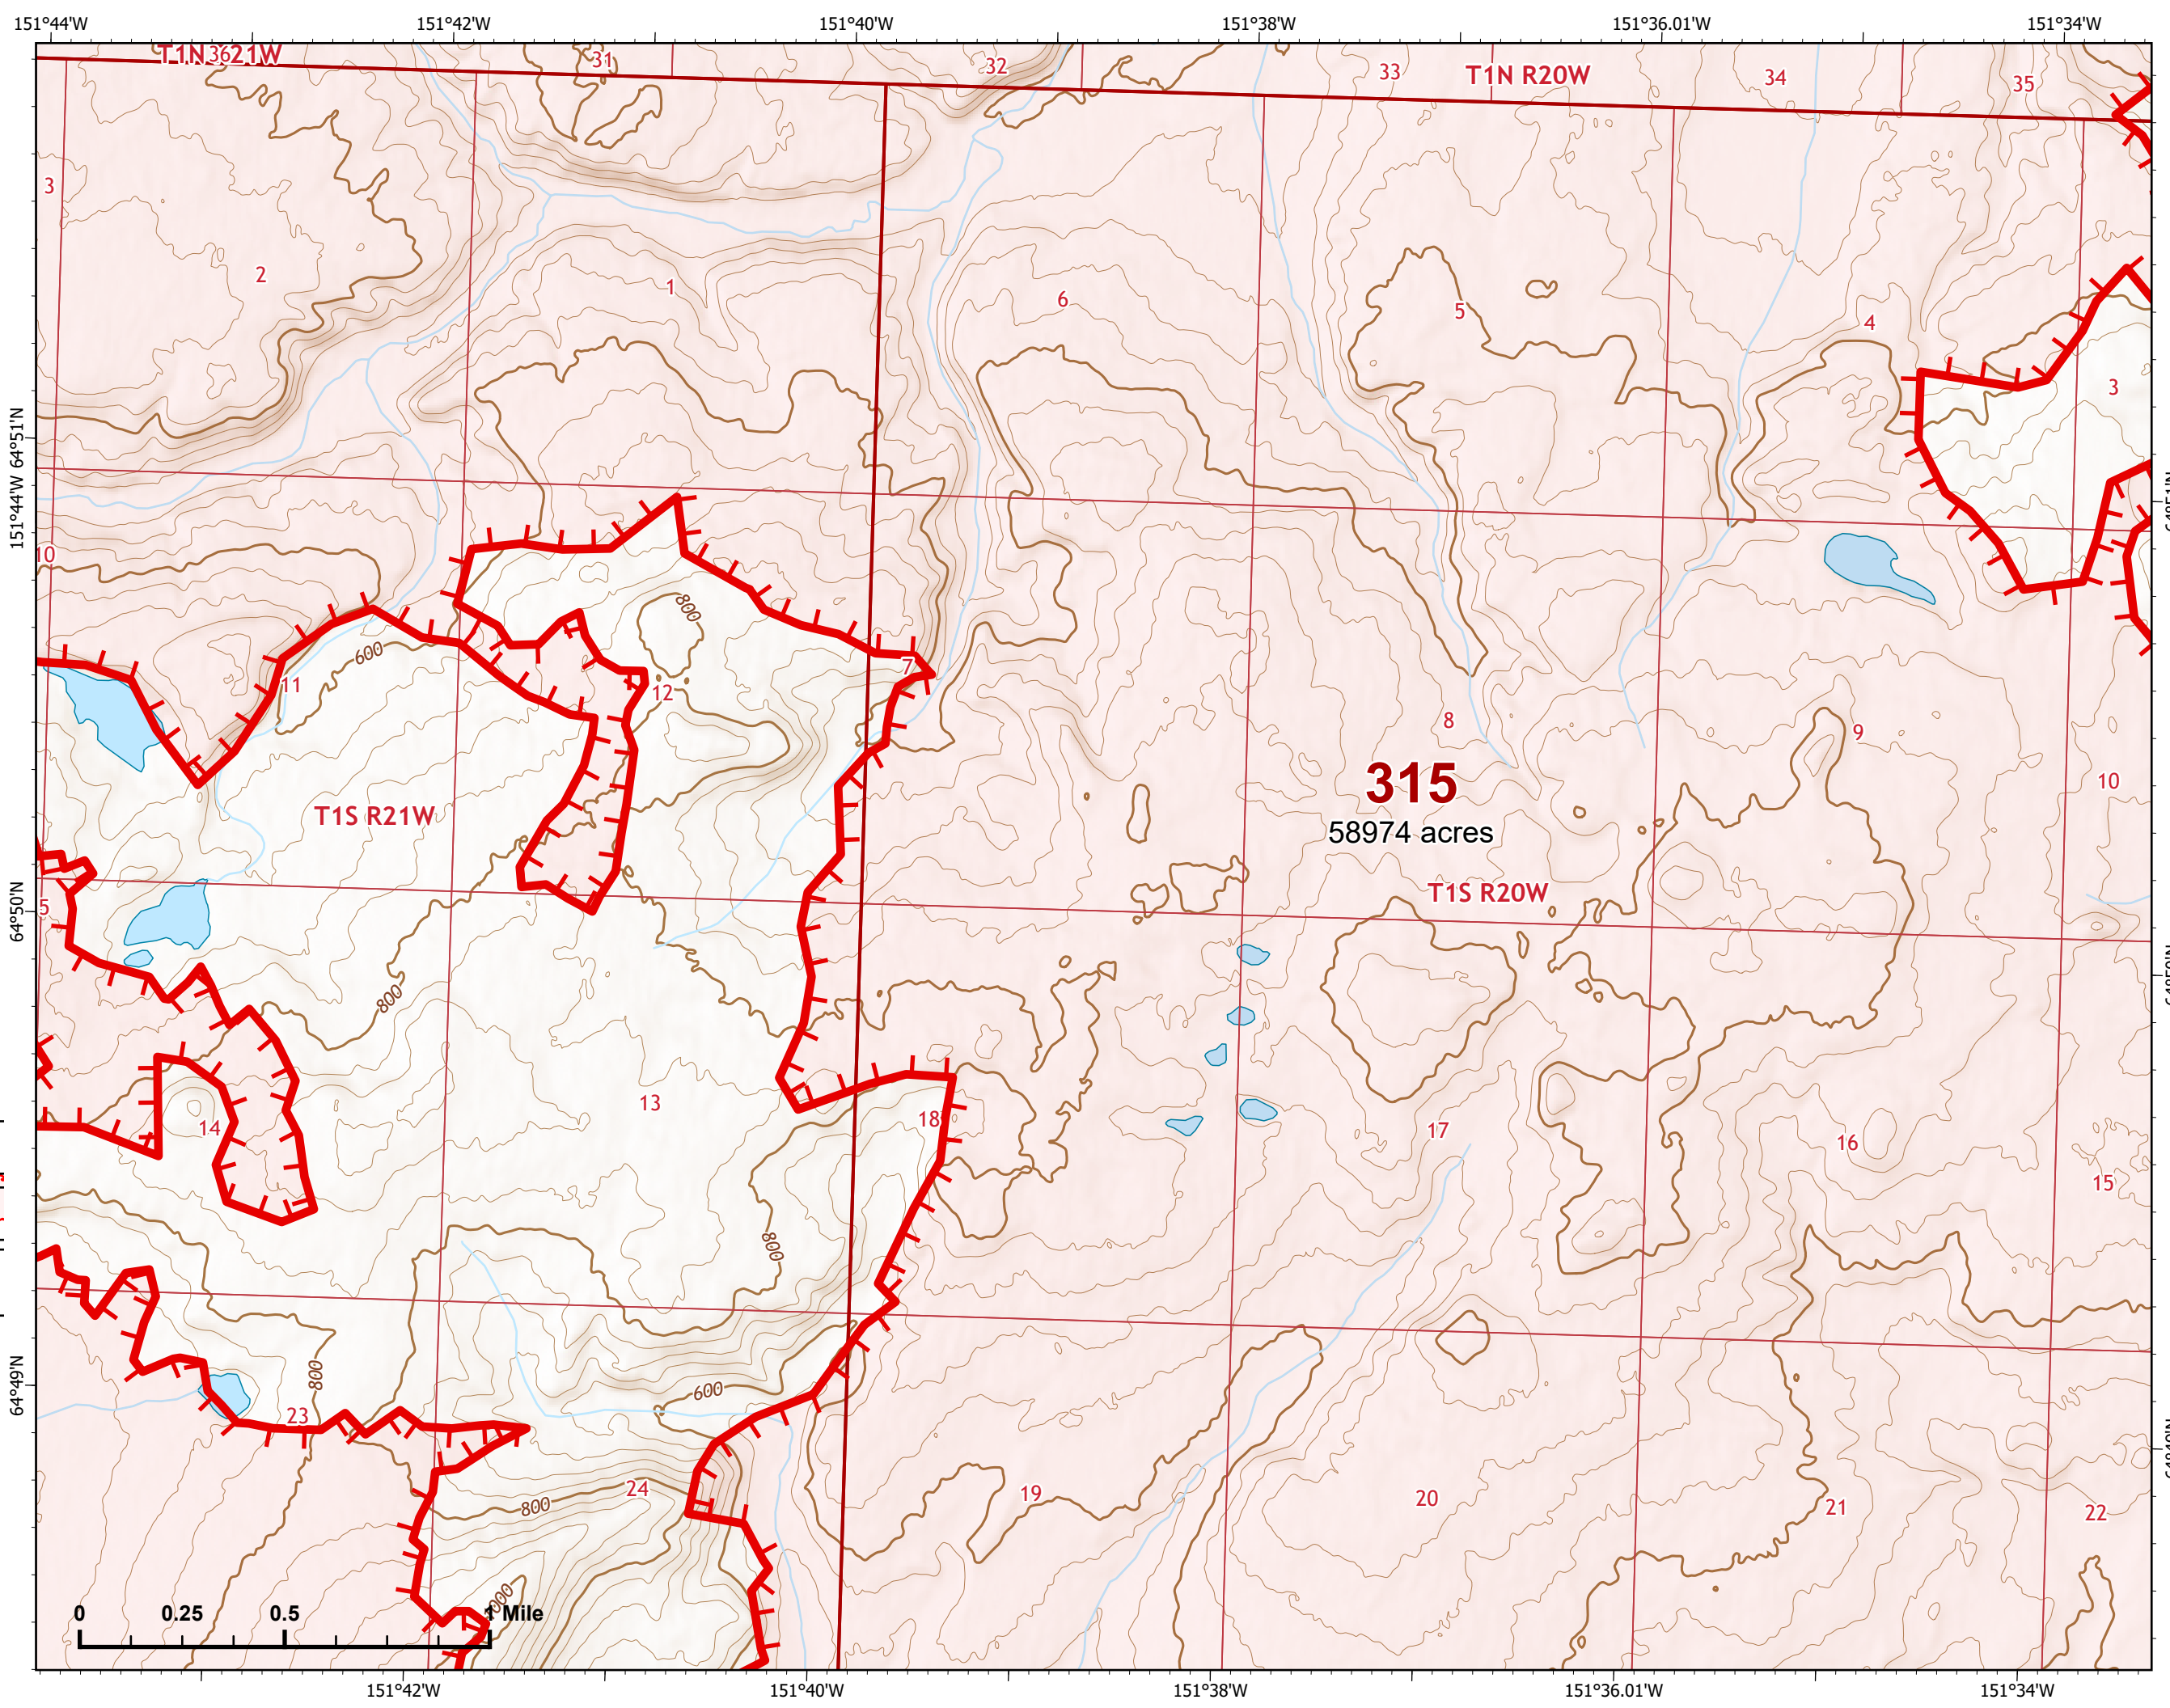 151°44'W 151°42'W 151°40'W 151°38'W 151°36.01'W 151°34'W
T1N 36 21W 31 32 33 T1N R20W 34 35
3 2 1 6 5 4 3
151°44'W 64°51'N
10 11 600 800 12 7 8 9 10
315
58974 acres
T1S R21W
T1S R20W
64°50'N
5
800
14 13 18 17 16 15
800
64°49'N
800
600
23 24 19 20 21 22
800
0 0.25 0.5 1 Mile
151°42'W 151°40'W 151°38'W 151°36.01'W 151°34'W